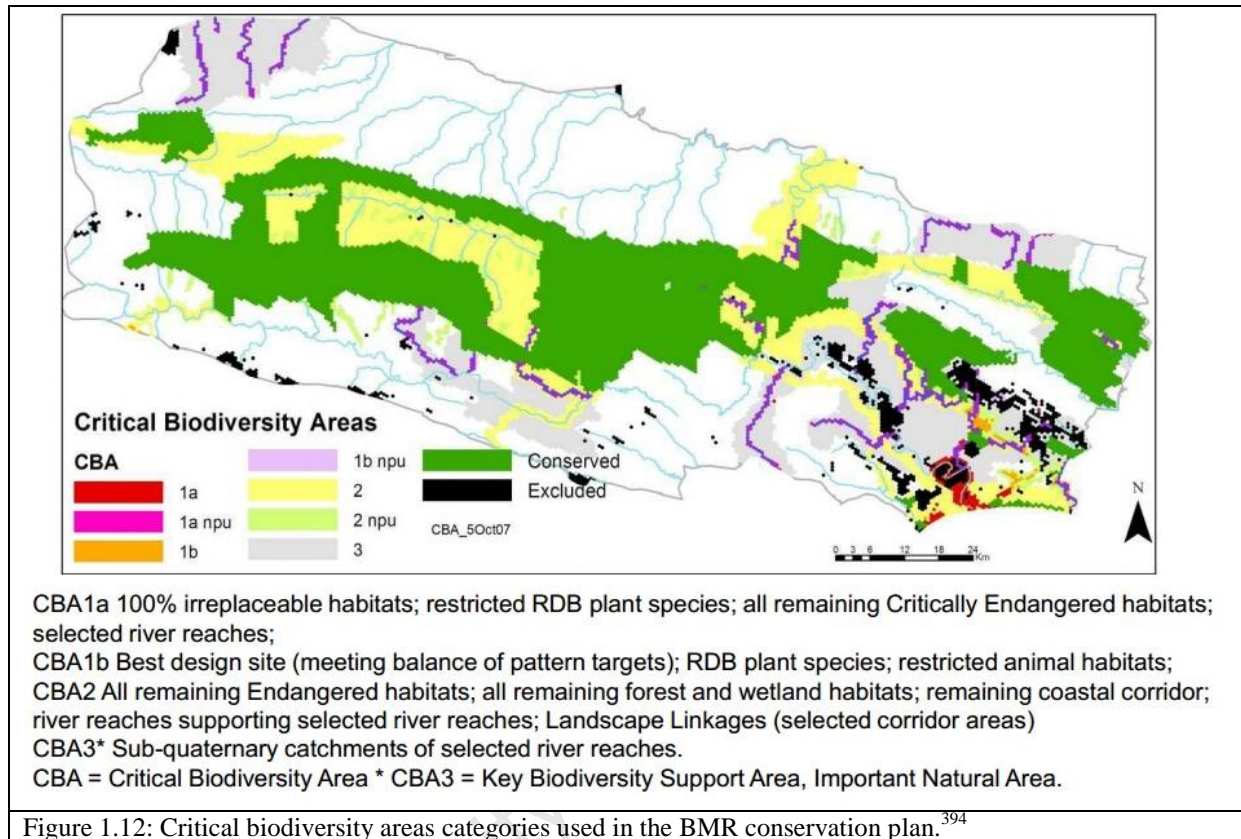 Critical Biodiversity Areas
CBA
1a
1a npu
1b
1b npu
2
2 npu
3
Conserved
Excluded
CBA_5Oct07
N
0 3 6 12 18 24
Km
CBA1a 100% irreplaceable habitats; restricted RDB plant species; all remaining Critically Endangered habitats;
selected river reaches;
CBA1b Best design site (meeting balance of pattern targets); RDB plant species; restricted animal habitats;
CBA2 All remaining Endangered habitats; all remaining forest and wetland habitats; remaining coastal corridor;
river reaches supporting selected river reaches; Landscape Linkages (selected corridor areas)
CBA3* Sub-quaternary catchments of selected river reaches.
CBA = Critical Biodiversity Area * CBA3 = Key Biodiversity Support Area, Important Natural Area.
Figure 1.12: Critical biodiversity areas categories used in the BMR conservation plan.394